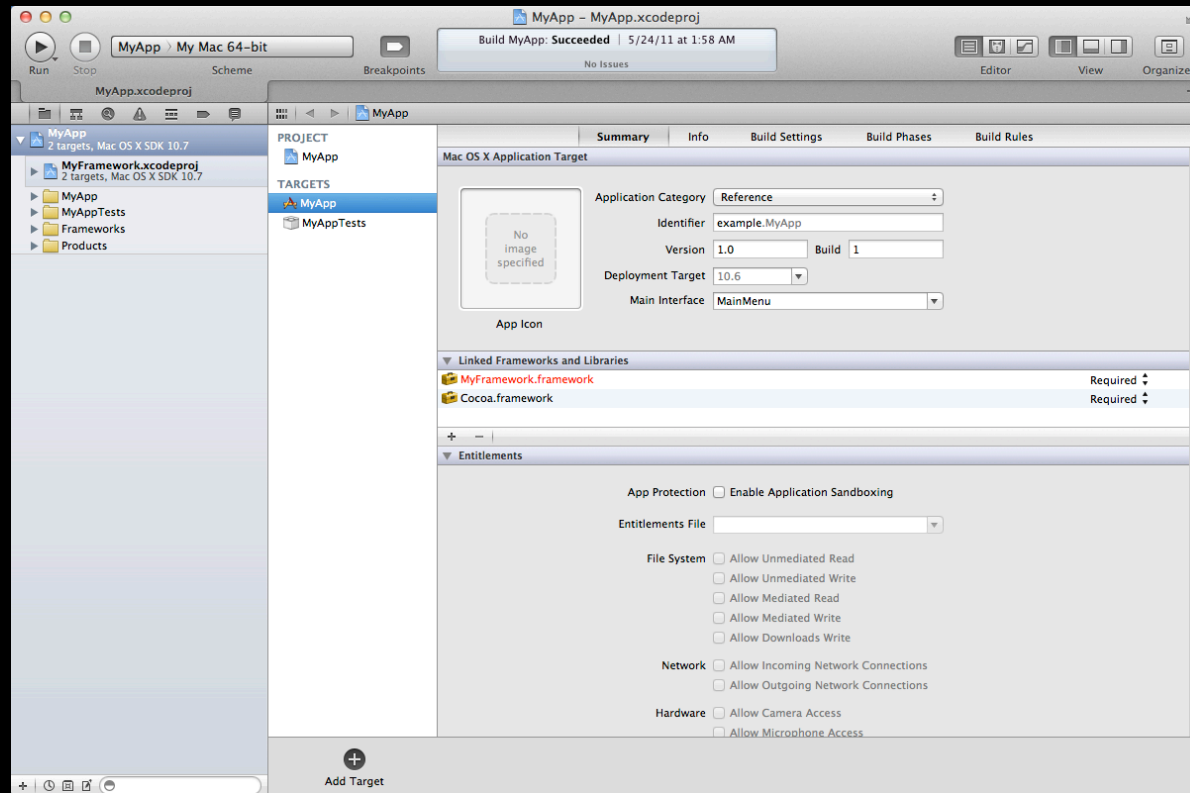 MyApp – MyApp.xcodeproj
MyApp My Mac 64-bit
Build MyApp: Succeeded | 5/24/11 at 1:58 AM
No Issues
Run Stop Scheme Breakpoints Editor View Organize
MyApp.xcodeproj
MyApp
MyApp
2 targets, Mac OS X SDK 10.7
MyFramework.xcodeproj
2 targets, Mac OS X SDK 10.7
MyApp
MyAppTests
Frameworks
Products
PROJECT
MyApp
TARGETS
MyApp
MyAppTests
Summary Info Build Settings Build Phases Build Rules
Mac OS X Application Target
No
image
specified
App Icon
Application Category Reference
Identifier example.MyApp
Version 1.0 Build 1
Deployment Target 10.6
Main Interface MainMenu
Linked Frameworks and Libraries
MyFramework.framework Required
Cocoa.framework Required
Entitlements
App Protection Enable Application Sandboxing
Entitlements File
File System Allow Unmediated Read
Allow Unmediated Write
Allow Mediated Read
Allow Mediated Write
Allow Downloads Write
Network Allow Incoming Network Connections
Allow Outgoing Network Connections
Hardware Allow Camera Access
Allow Microphone Access
Add Target